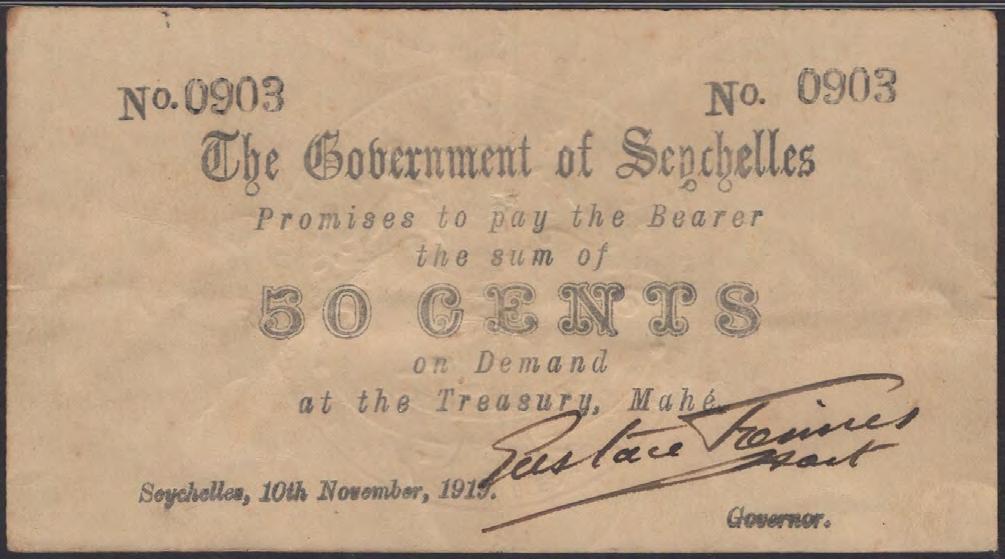 No. 0903 No. 0903
The Government of Seychelles
Promises to pay the Bearer
the sum of
50 CENTS
on Demand
at the Treasury, Mahé.
Eustace Fiennes
Bart
Seychelles, 10th November, 1919.
Governor.